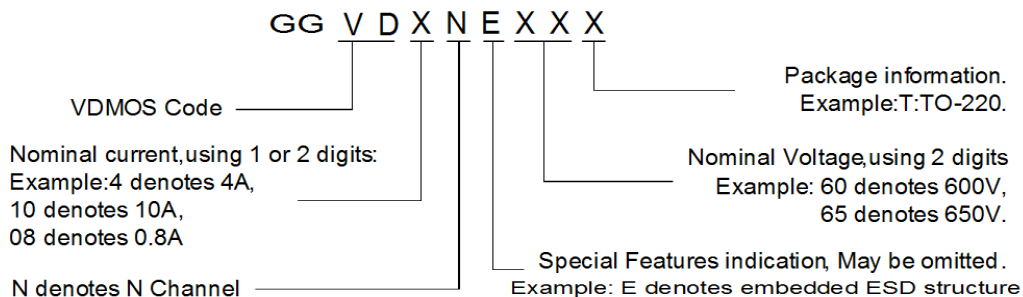 GG V D X N E X X X
Package information.
Example:T:TO-220.
VDMOS Code
Nominal current,using 1 or 2 digits:
Example:4 denotes 4A,
10 denotes 10A,
08 denotes 0.8A
Nominal Voltage,using 2 digits
Example: 60 denotes 600V,
65 denotes 650V.
Special Features indication, May be omitted.
Example: E denotes embedded ESD structure
N denotes N Channel